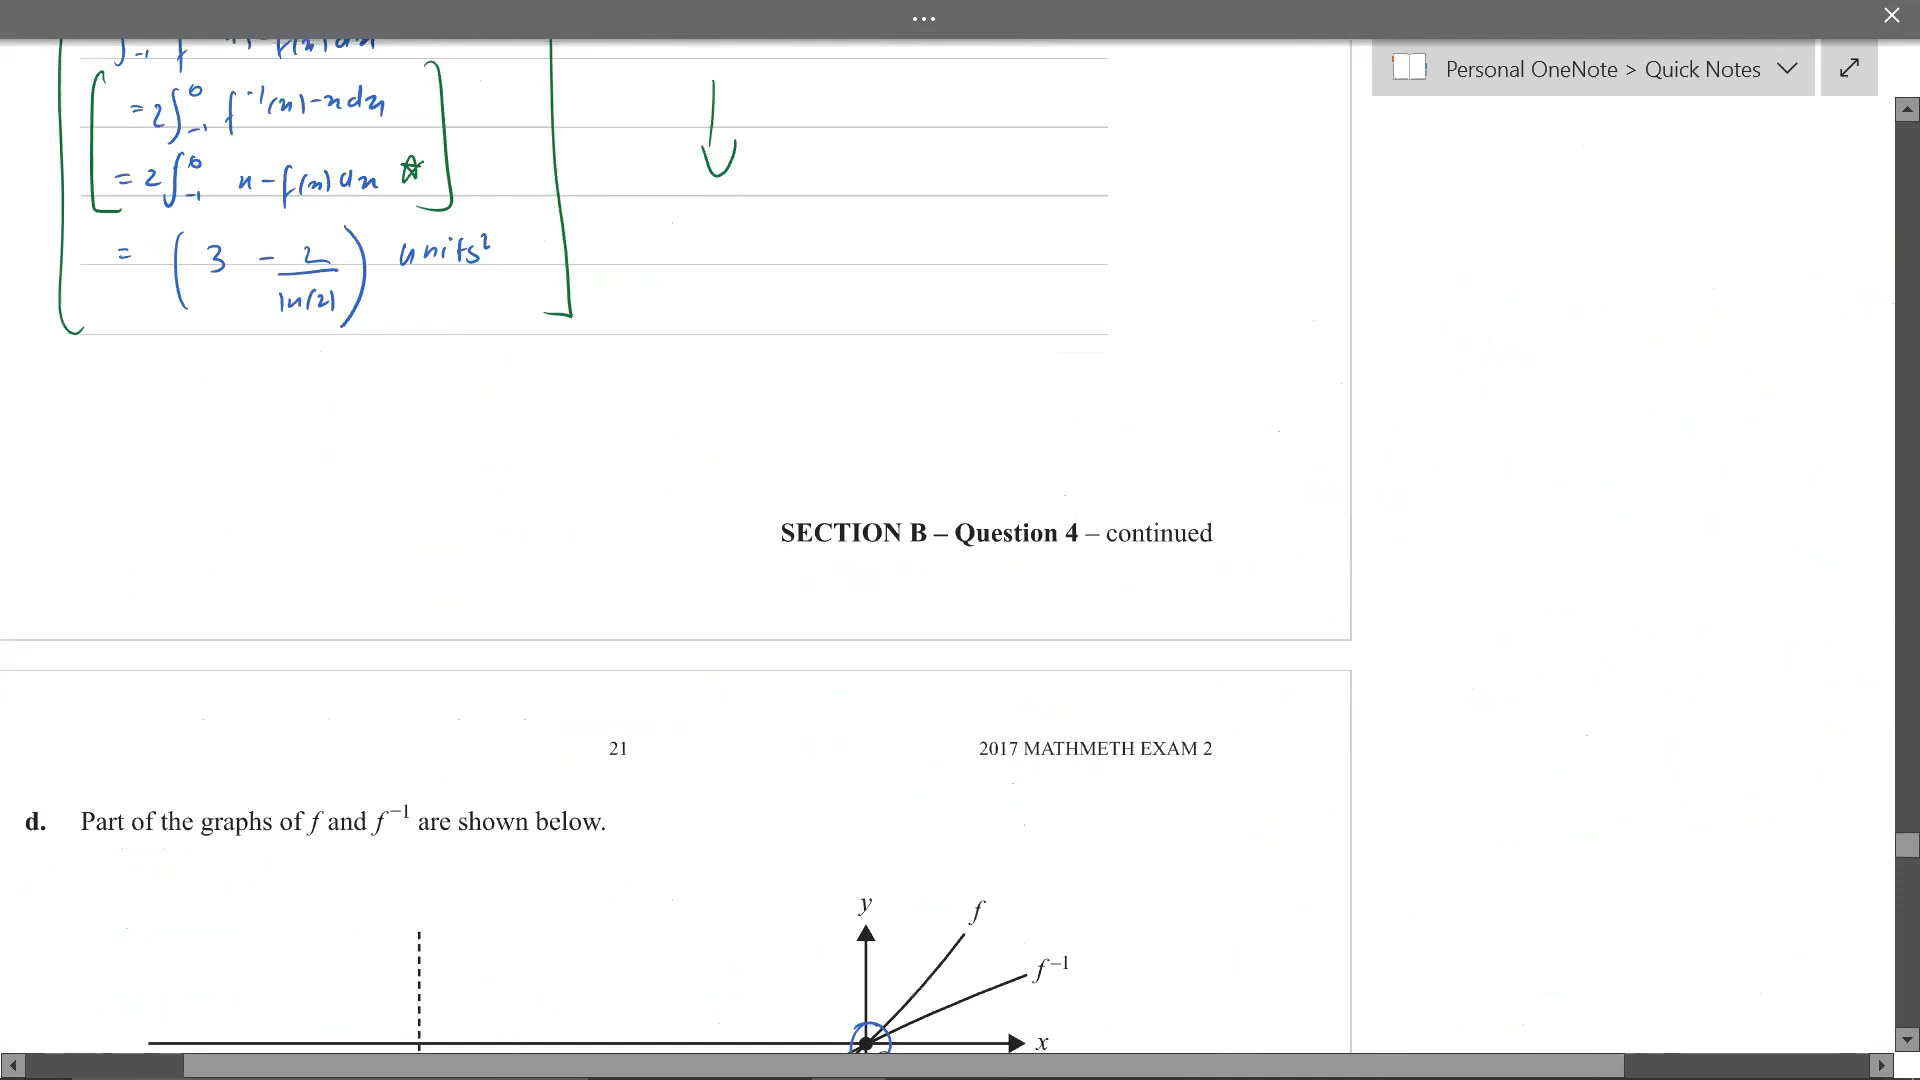 Personal OneNote > Quick Notes
= 2∫₋₁⁰ f⁻¹(x) - x dx
= 2∫₋₁⁰ x - f(x) dx ☆
= (3 - 2/ln(2)) units²
SECTION B – Question 4 – continued
21 2017 MATHMETH EXAM 2
d. Part of the graphs of f and f⁻¹ are shown below.
y
f
f⁻¹
x